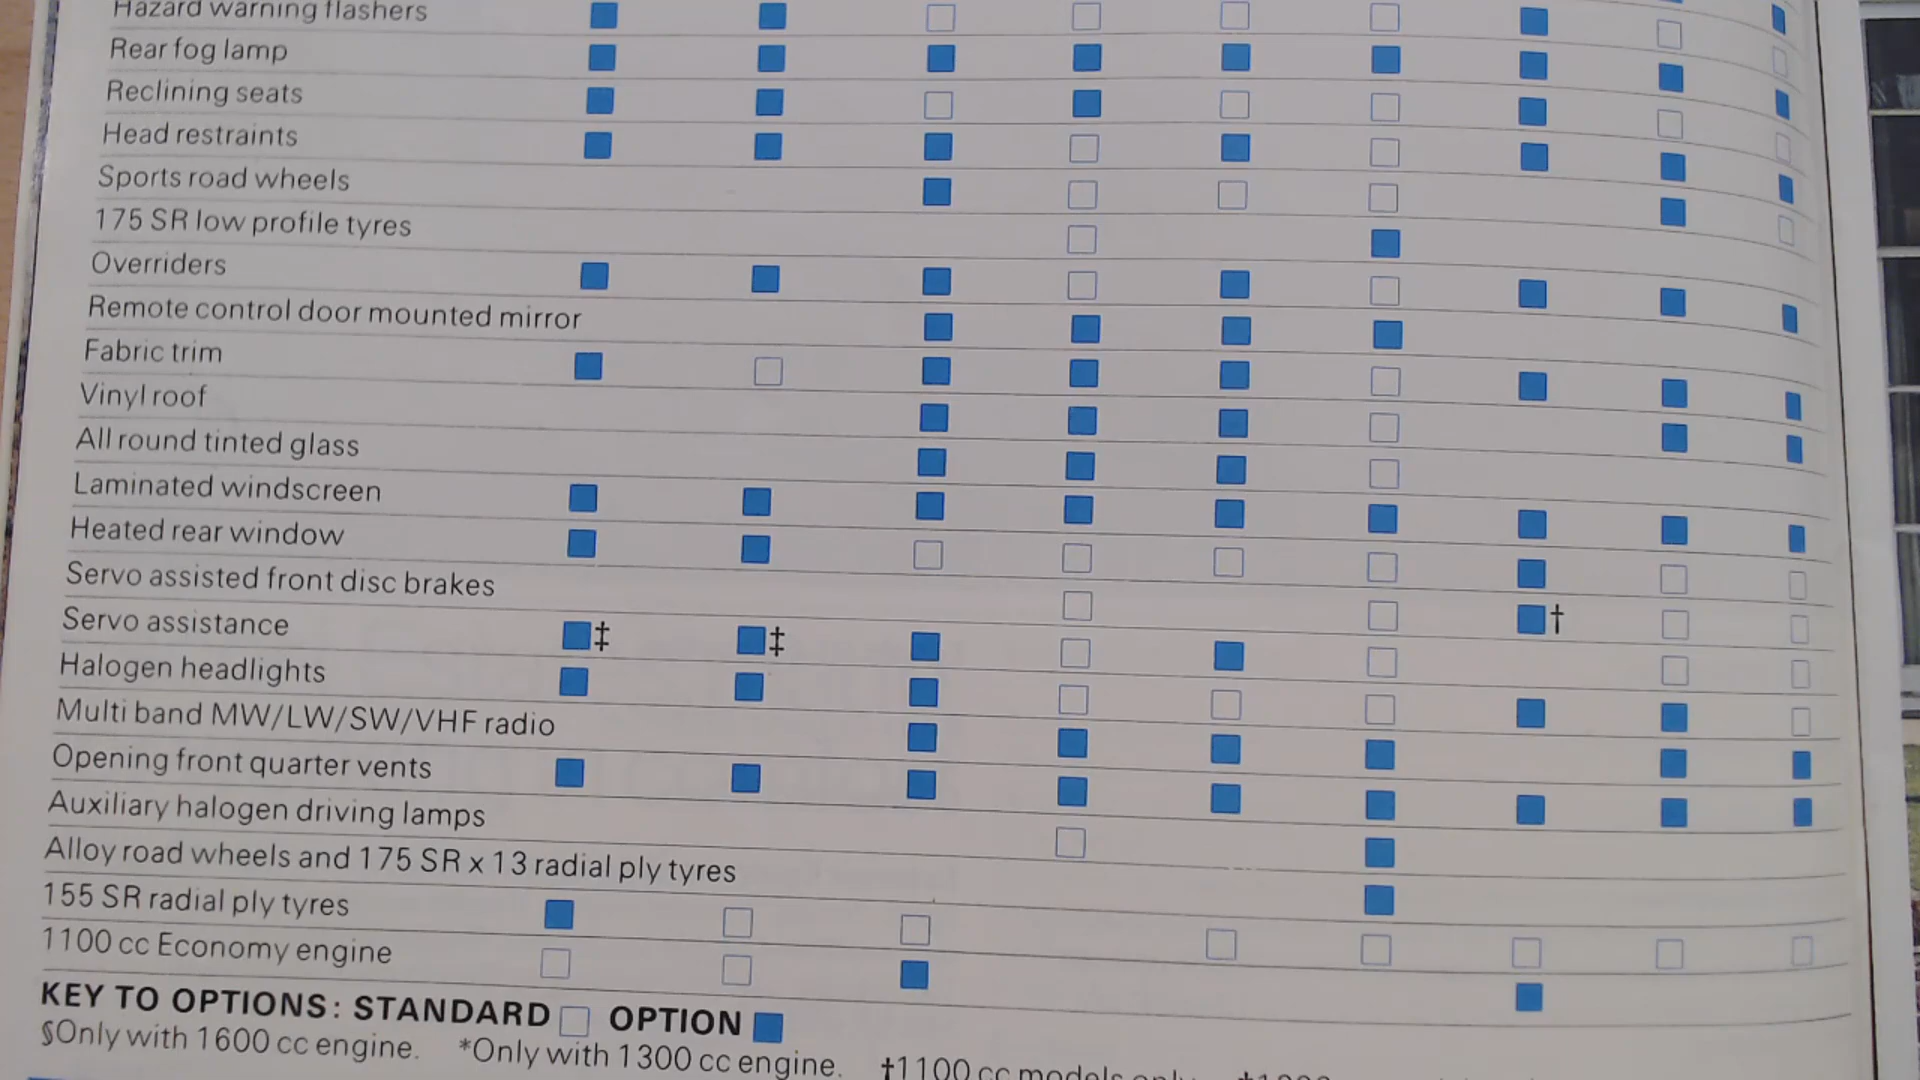 Hazard warning flashers
Rear fog lamp
Reclining seats
Head restraints
Sports road wheels
175 SR low profile tyres
Overriders
Remote control door mounted mirror
Fabric trim
Vinyl roof
All round tinted glass
Laminated windscreen
Heated rear window
Servo assisted front disc brakes
†
Servo assistance ‡ ‡
Halogen headlights
Multi band MW/LW/SW/VHF radio
Opening front quarter vents
Auxiliary halogen driving lamps
Alloy road wheels and 175 SR x 13 radial ply tyres
155 SR radial ply tyres
1100 cc Economy engine
KEY TO OPTIONS: STANDARD OPTION
§Only with 1600 cc engine. *Only with 1300 cc engine. †1100 cc models only.